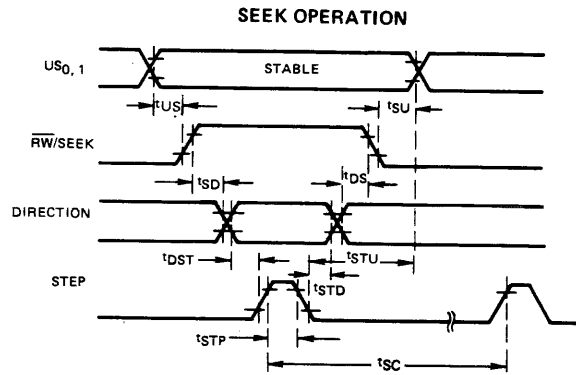 SEEK OPERATION
US0, 1
STABLE
tUS
tSU
RW/SEEK
tSD
tDS
DIRECTION
tDST
tSTU
STEP
tSTD
tSTP
tSC